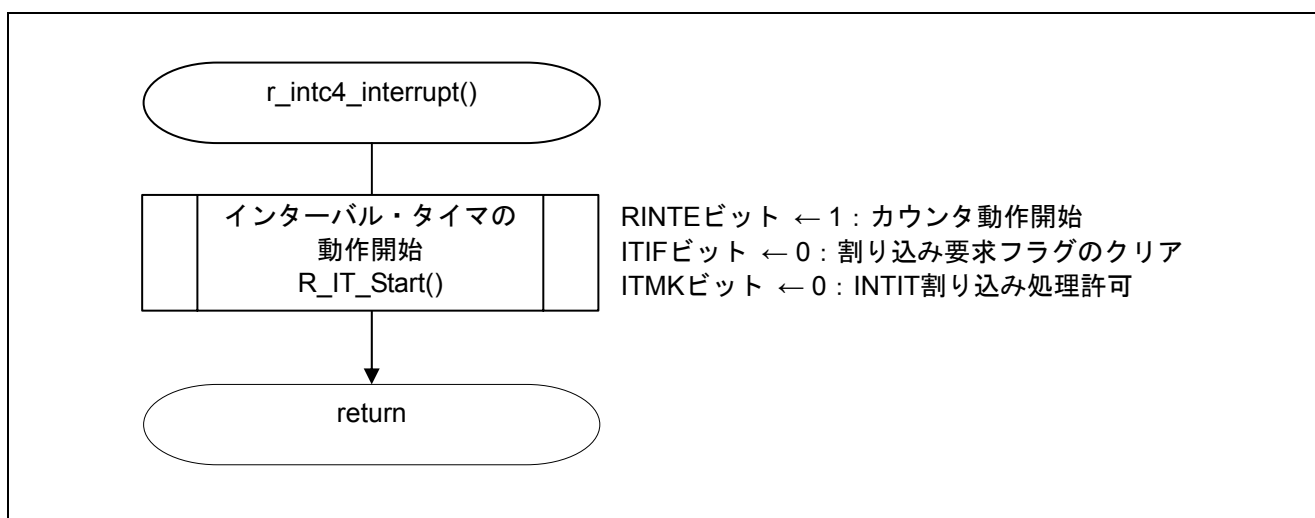 r_intc4_interrupt()
インターバル・タイマの
動作開始
R_IT_Start()
RINTEビット ← 1:カウンタ動作開始
ITIFビット ← 0:割り込み要求フラグのクリア
ITMKビット ← 0:INTIT割り込み処理許可
return